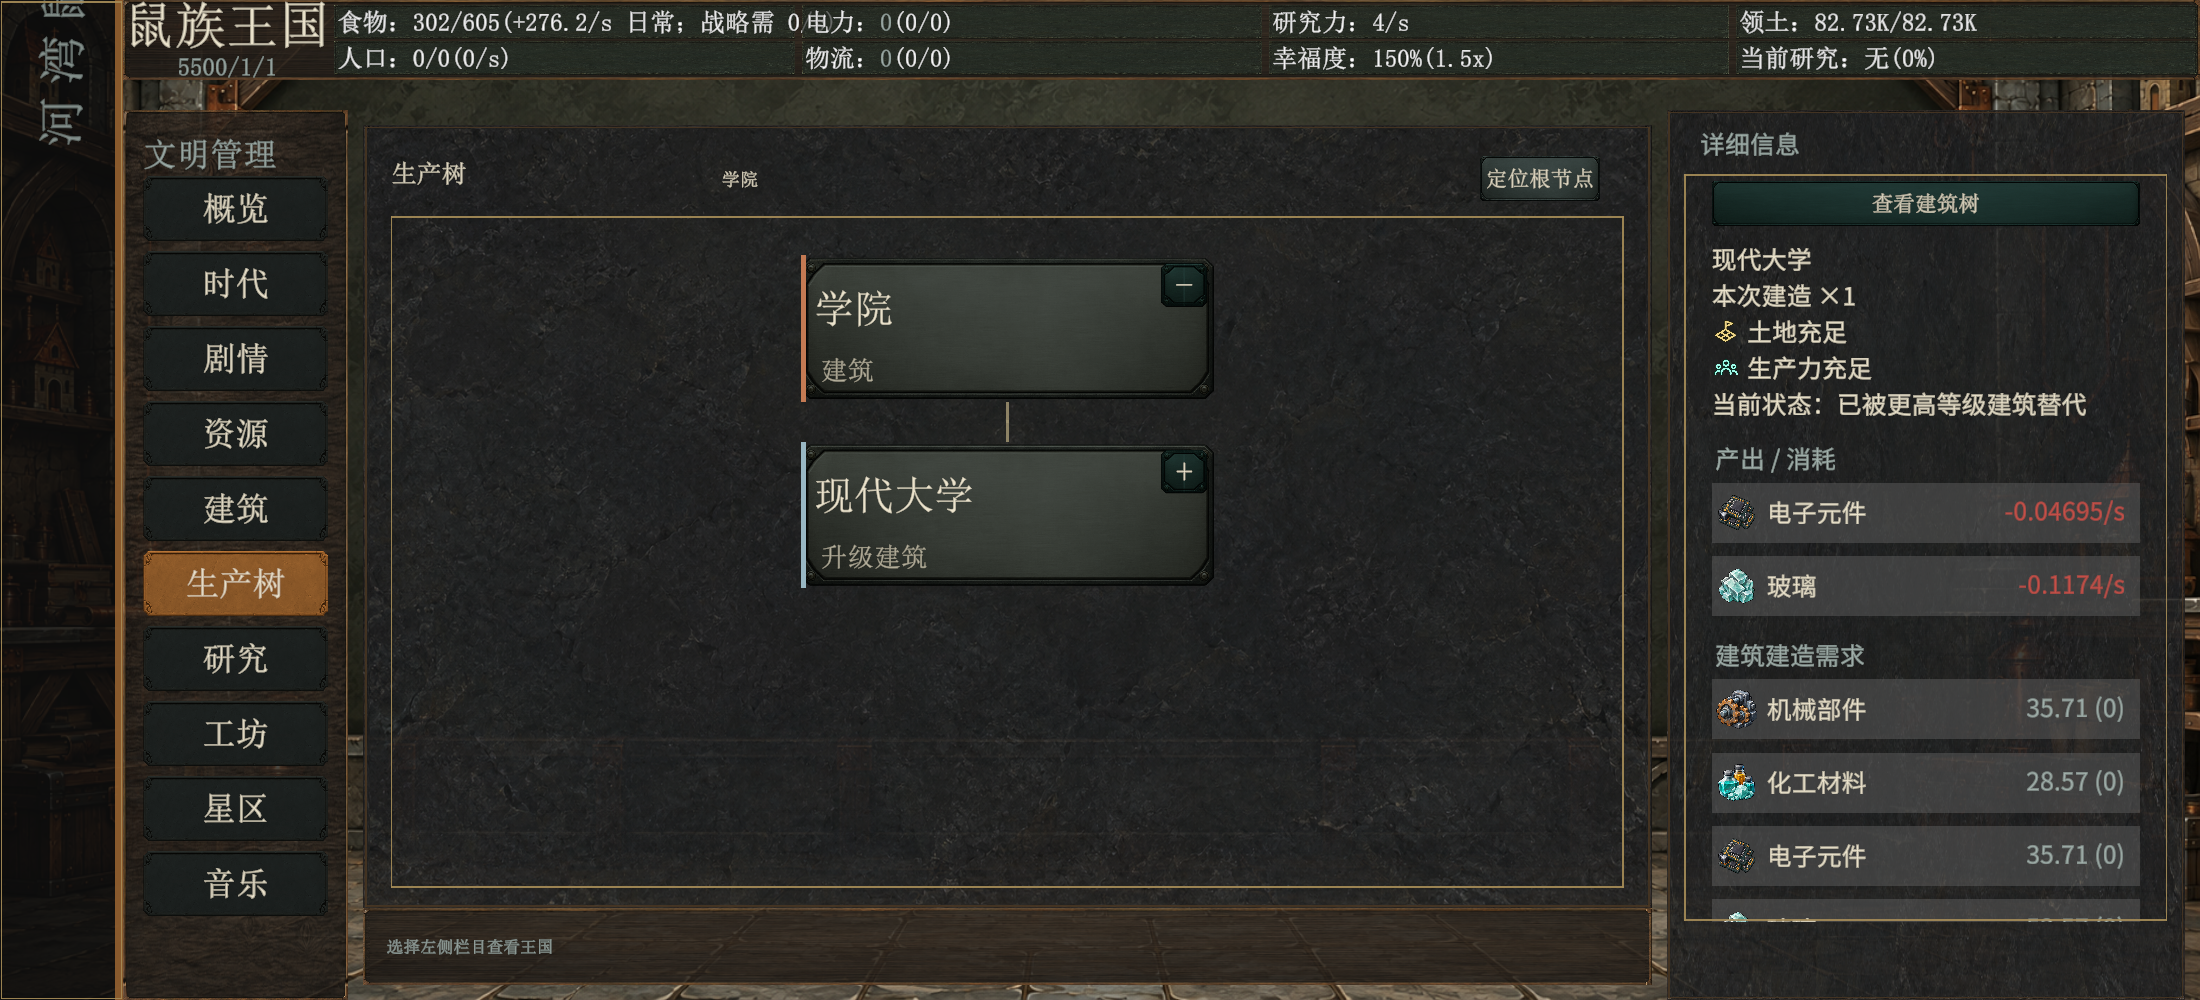 河湾
鼠族王国
5500/1/1
食物：302/605(+276.2/s 日常；战略需 0/
人口：0/0(0/s)
电力：0(0/0)
物流：0(0/0)
研究力：4/s
幸福度：150%(1.5x)
领土：82.73K/82.73K
当前研究：无(0%)
文明管理
概览
时代
剧情
资源
建筑
生产树
研究
工坊
星区
音乐
生产树
学院
定位根节点
学院
建筑
现代大学
升级建筑
选择左侧栏目查看王国
详细信息
查看建筑树
现代大学
本次建造 ×1
土地充足
生产力充足
当前状态：已被更高等级建筑替代
产出 / 消耗
电子元件 -0.04695/s
玻璃 -0.1174/s
建筑建造需求
机械部件 35.71 (0)
化工材料 28.57 (0)
电子元件 35.71 (0)